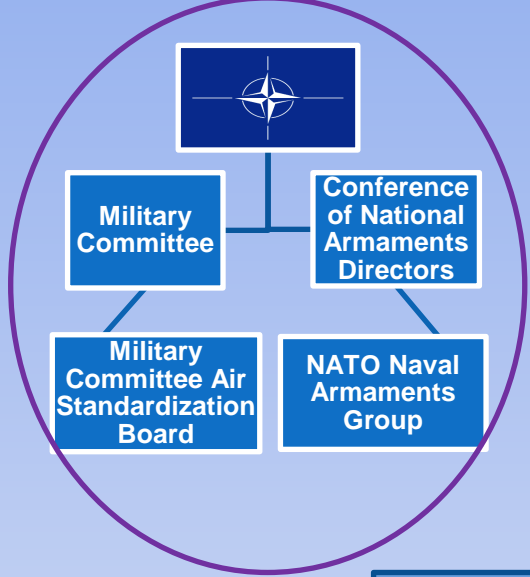 Military
Committee
Conference
of National
Armaments
Directors
Military
Committee Air
Standardization
Board
NATO Naval
Armaments
Group